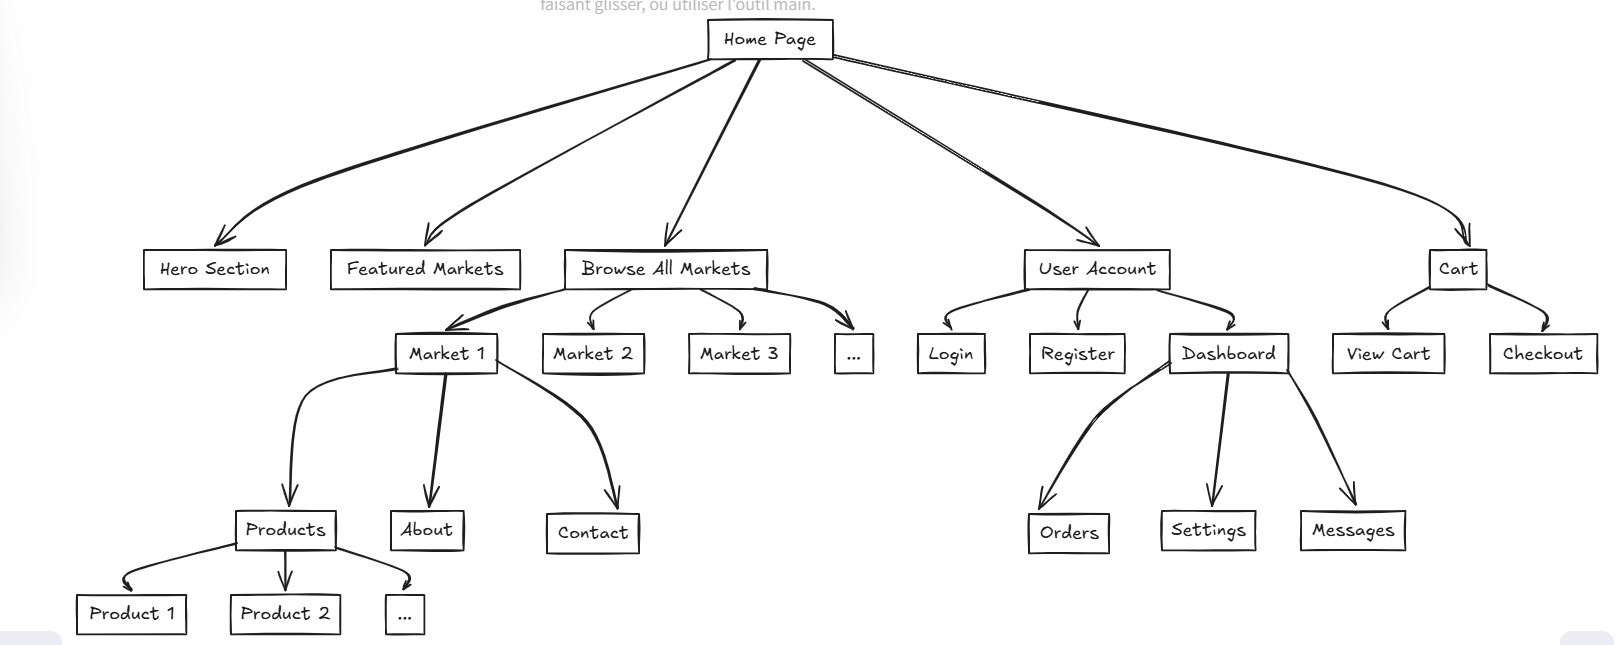 faisant glisser, ou utiliser l'outil main.
Home Page
Hero Section
Featured Markets
Browse All Markets
User Account
Cart
Market 1
Market 2
Market 3
...
Login
Register
Dashboard
View Cart
Checkout
Products
About
Contact
Orders
Settings
Messages
Product 1
Product 2
...